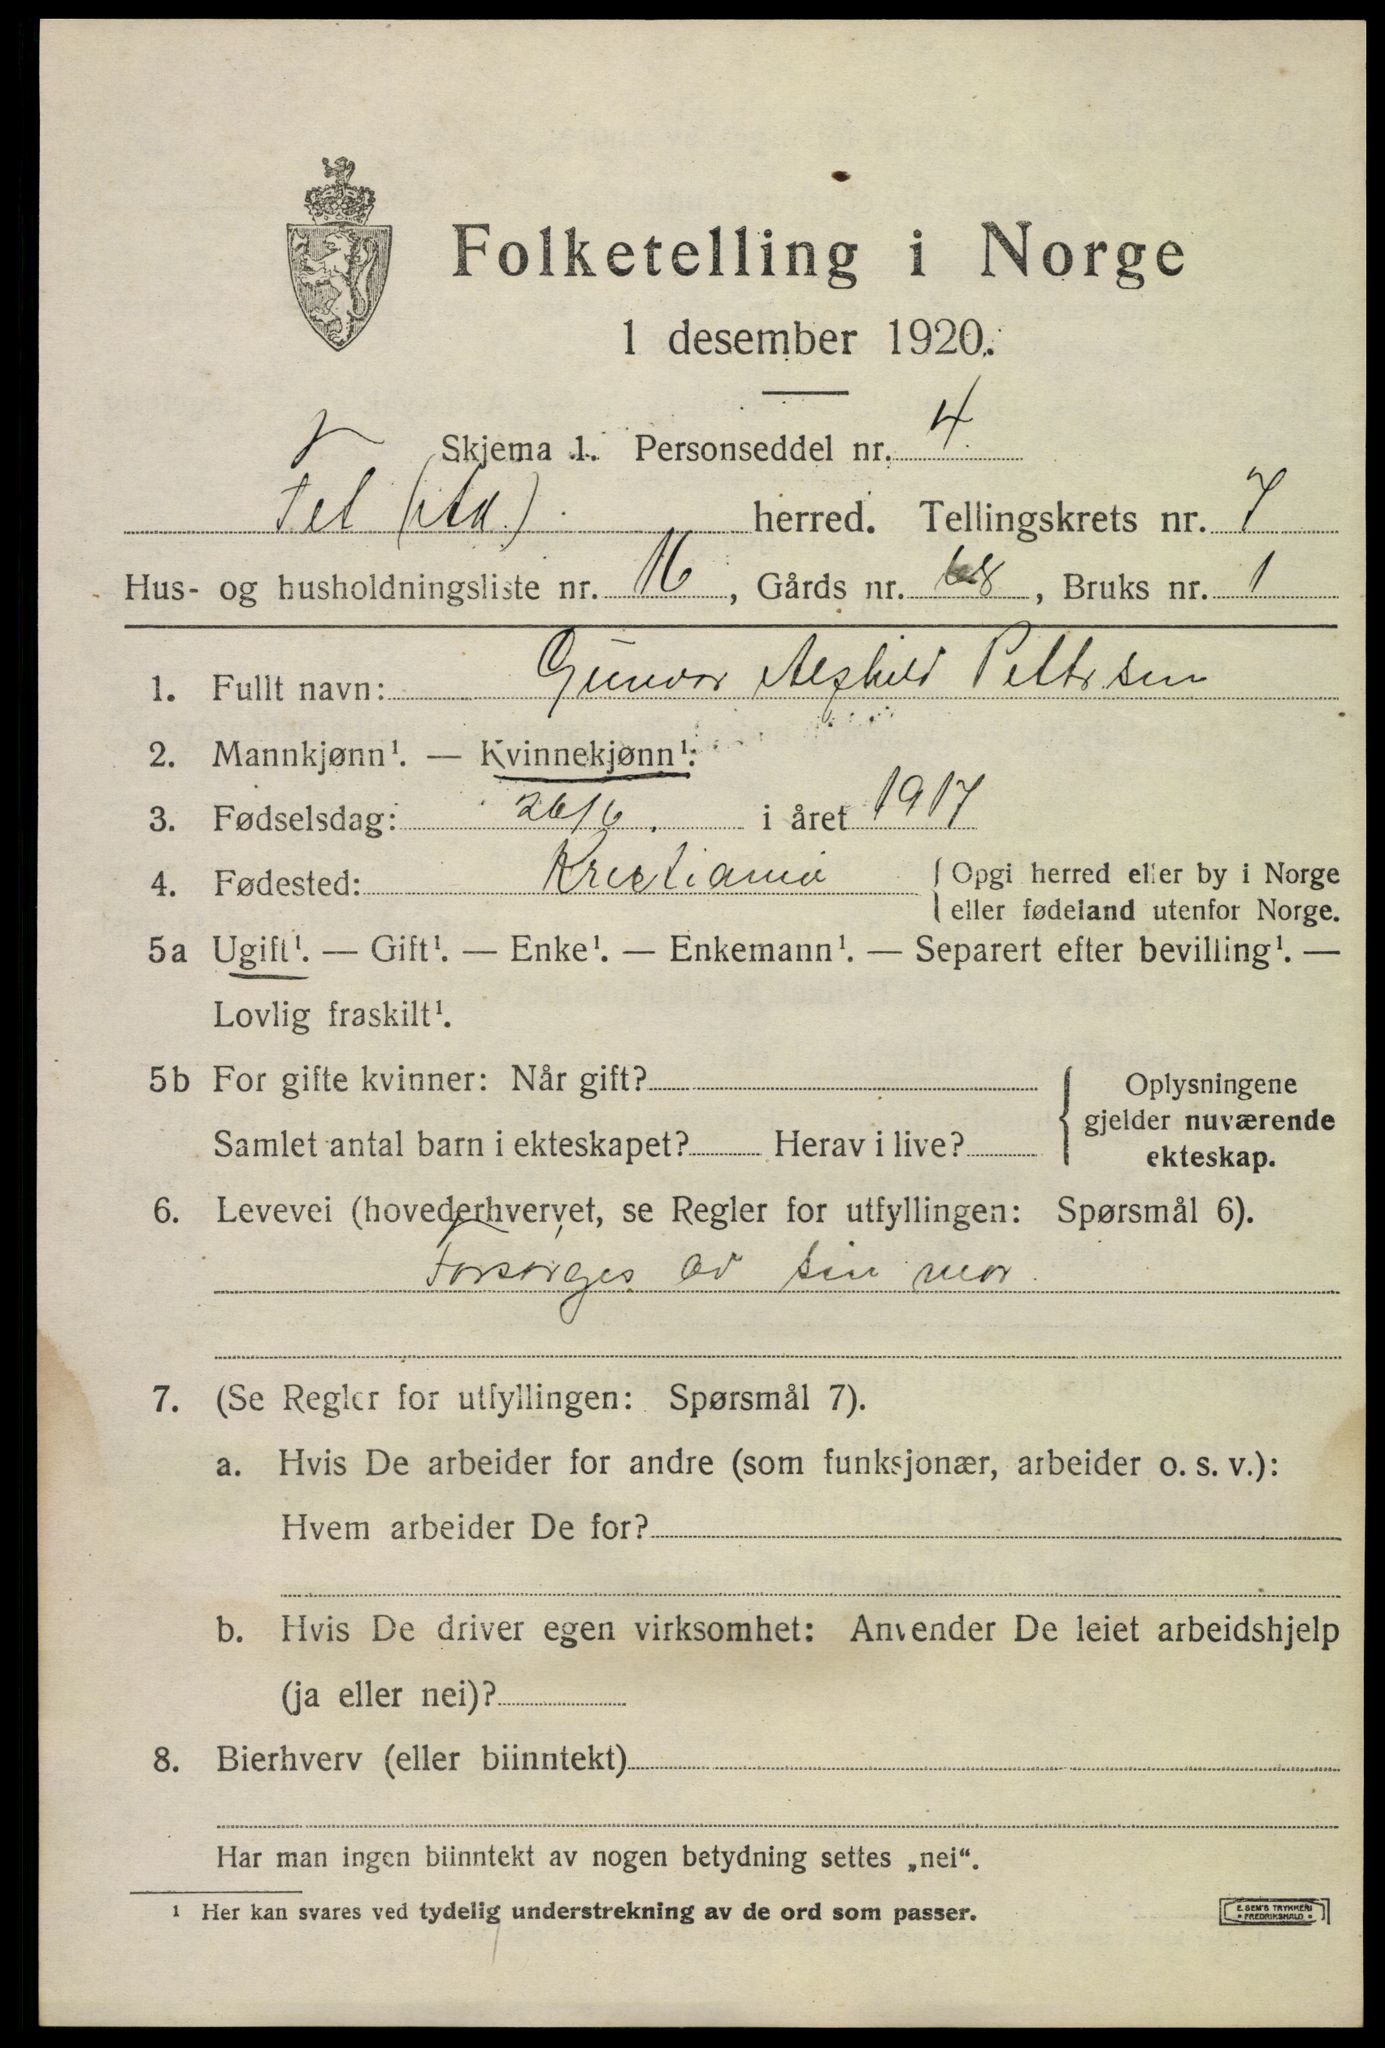 Folketelling i Norge
1 desember 1920.
Skjema 1. Personseddel nr. 4
Fet (Ak.) herred. Tellingskrets nr. 7
Hus- og husholdningsliste nr. 16, Gårds nr. 68, Bruks nr. 1
1. Fullt navn: Gunvor Alfhild Pettersen
2. Mannkjønn¹. — Kvinnekjønn¹.
3. Fødselsdag: 26/6. i året 1917
4. Fødested: Kristiania { Opgi herred eller by i Norge
eller fødeland utenfor Norge.
5a Ugift¹. — Gift¹. — Enke¹. — Enkemann¹. — Separert efter bevilling¹. —
Lovlig fraskilt¹.
5b For gifte kvinner: Når gift? { Oplysningene
gjelder nuværende
Samlet antal barn i ekteskapet? Herav i live?
ekteskap.
6. Levevei (hovederhvervet, se Regler for utfyllingen: Spørsmål 6).
Forsørges av sin mor
7. (Se Regler for utfyllingen: Spørsmål 7).
a. Hvis De arbeider for andre (som funksjonær, arbeider o. s. v.):
Hvem arbeider De for?
b. Hvis De driver egen virksomhet: Anvender De leiet arbeidshjelp
(ja eller nei)?
8. Bierhverv (eller biinntekt)
Har man ingen biinntekt av nogen betydning settes „nei“.
¹ Her kan svares ved tydelig understrekning av de ord som passer.
E. SEM'S TRYKKERI
• FREDRIKSHALD •